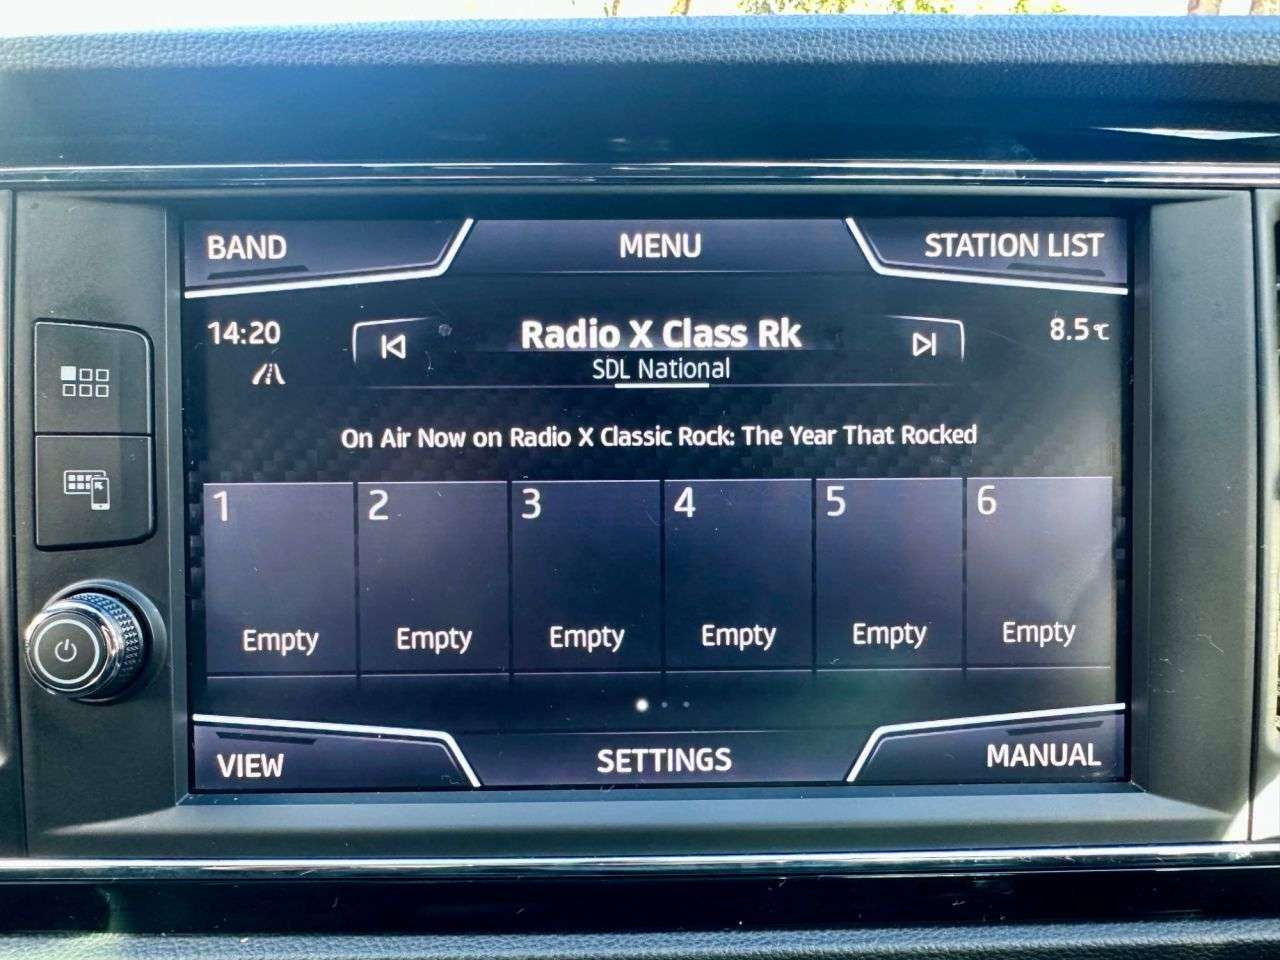 BAND MENU STATION LIST
14:20 Radio X Class Rk 8.5℃
SDL National
On Air Now on Radio X Classic Rock: The Year That Rocked
1 2 3 4 5 6
Empty Empty Empty Empty Empty Empty
VIEW SETTINGS MANUAL